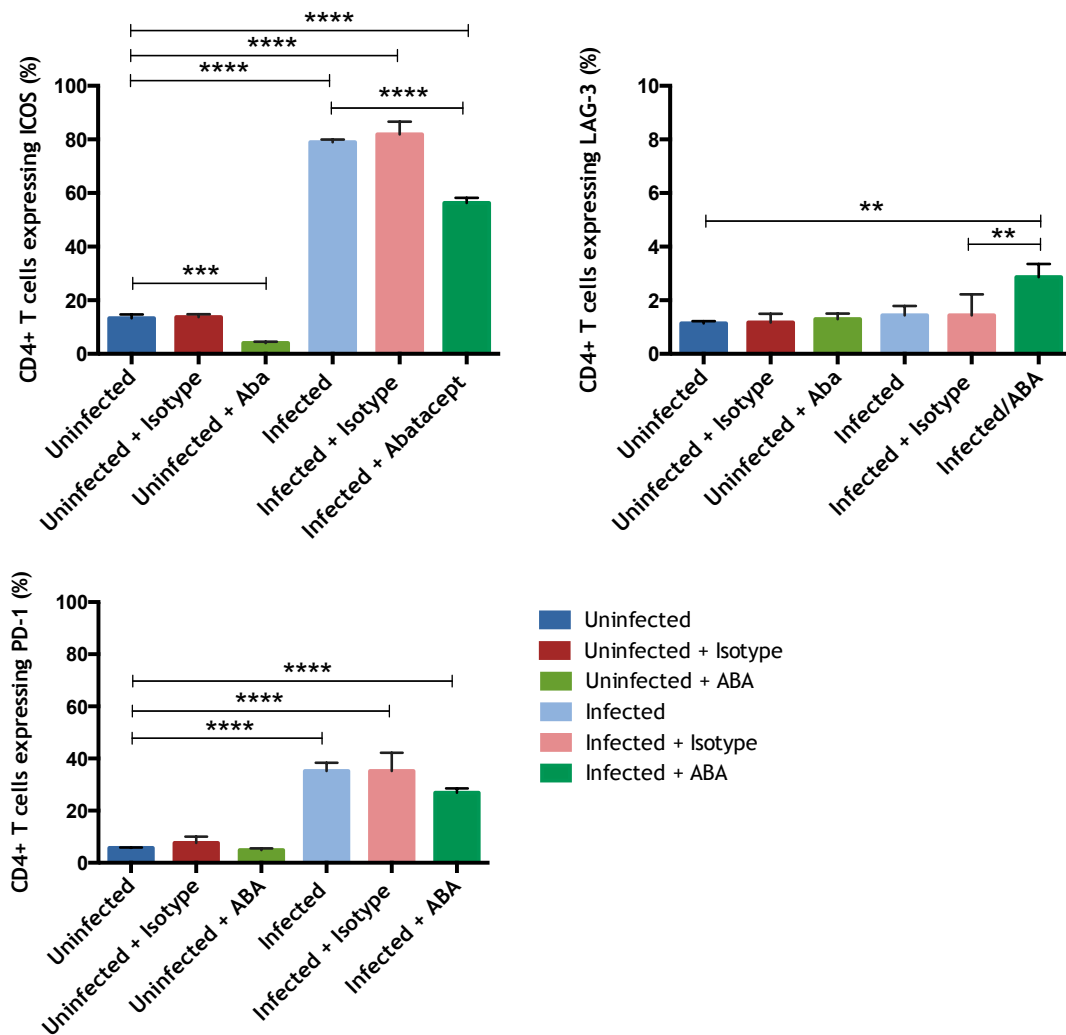 ****
****
****
****
***
CD4+ T cells expressing ICOS (%)
100
80
60
40
20
0
Uninfected
Uninfected + Isotype
Uninfected + Aba
Infected
Infected + Isotype
Infected + Abatacept
CD4+ T cells expressing LAG-3 (%)
10
8
6
4
2
0
**
**
Uninfected
Uninfected + Isotype
Uninfected + Aba
Infected
Infected + Isotype
Infected//ABA
CD4+ T cells expressing PD-1 (%)
100
80
60
40
20
0
****
****
****
Uninfected
Uninfected + Isotype
Uninfected + ABA
Infected
Infected + Isotype
Infected + ABA
Uninfected
Uninfected + Isotype
Uninfected + ABA
Infected
Infected + Isotype
Infected + ABA